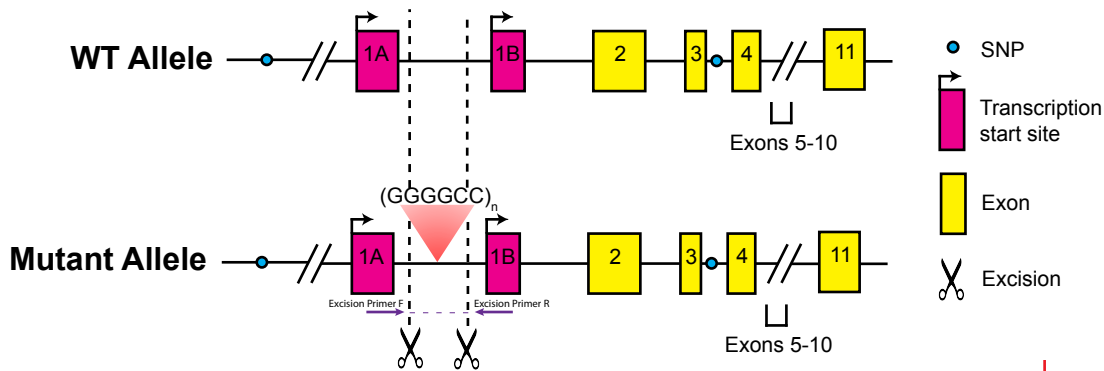 WT Allele
1A
1B
2
3
4
11
Exons 5-10
(GGGGCC)n
Mutant Allele
1A
1B
2
3
4
11
Excision Primer F
Excision Primer R
Exons 5-10
SNP
Transcription
start site
Exon
Excision